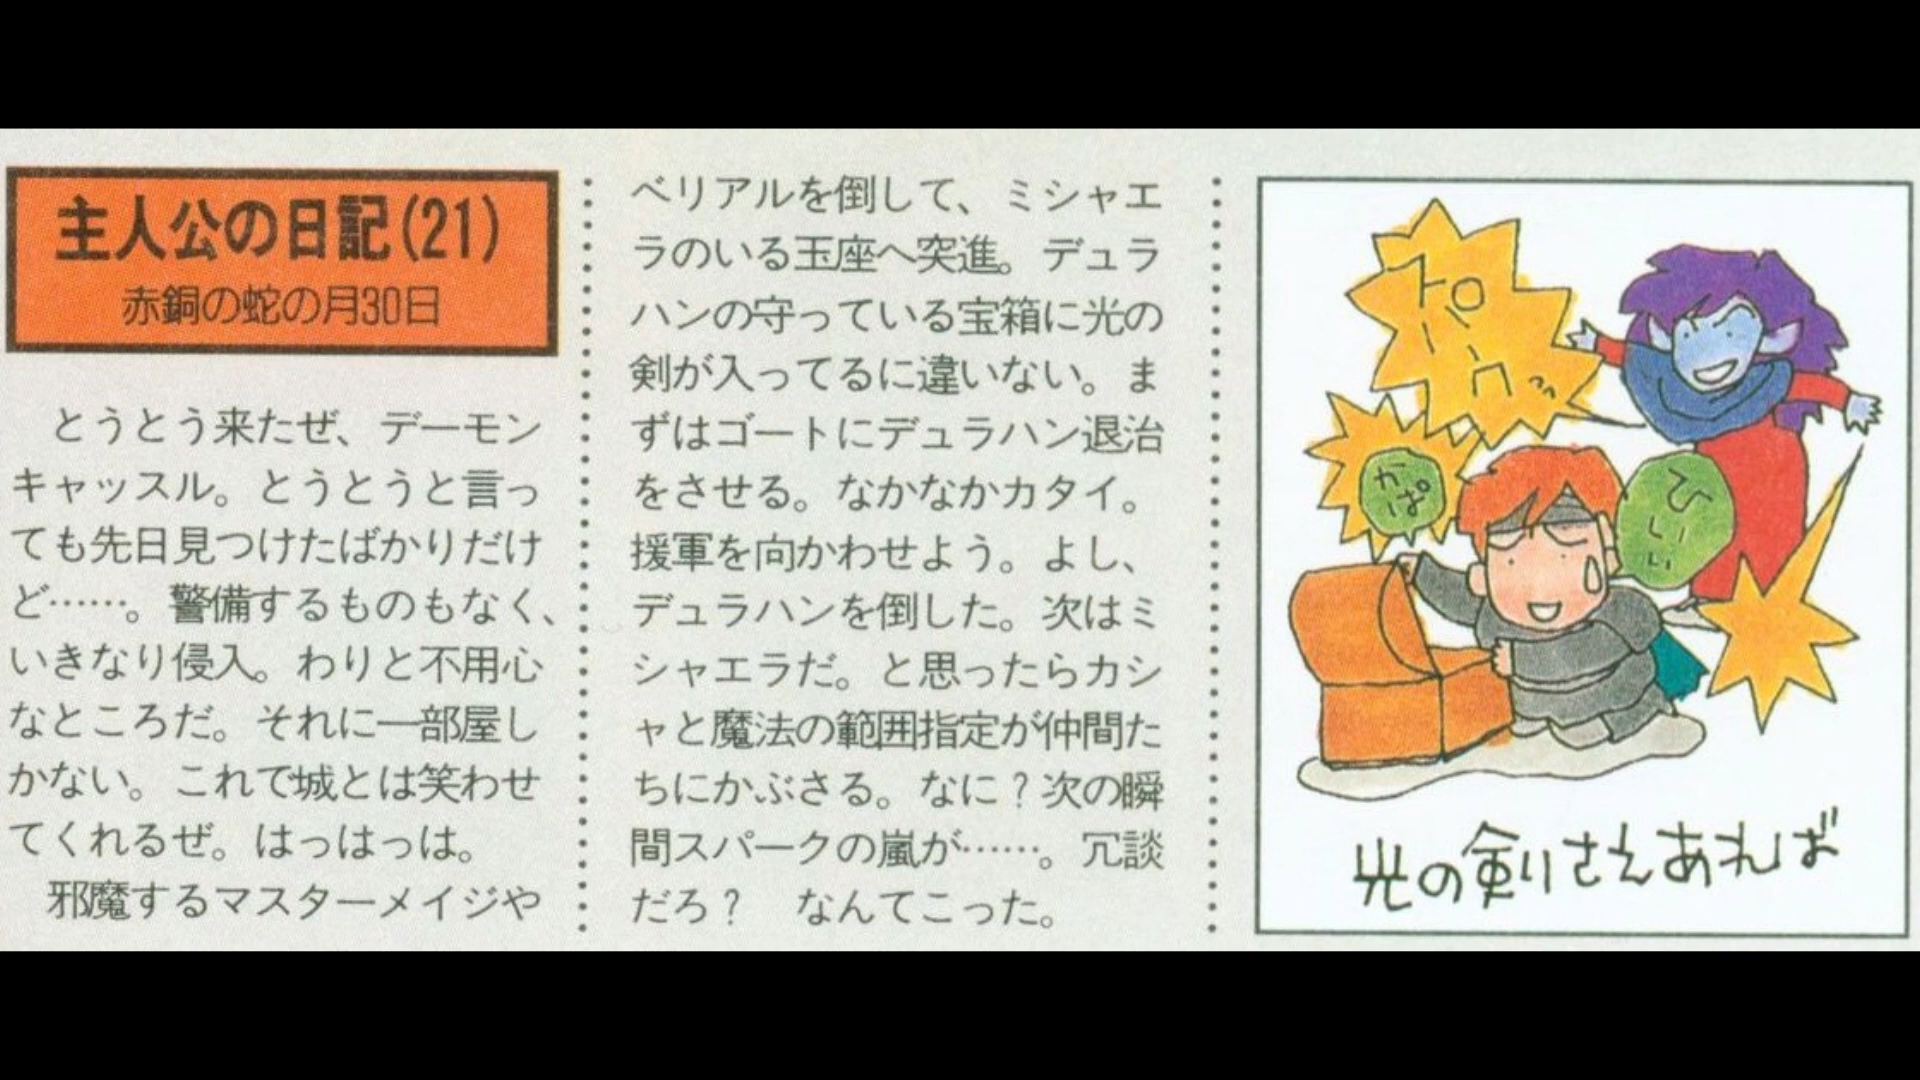 主人公の日記(21)
赤銅の蛇の月30日
とうとう来たぜ、デーモン
キャッスル。とうとうと言っ
ても先日見つけたばかりだけ
ど……。警備するものもなく、
いきなり侵入。わりと不用心
なところだ。それに一部屋し
かない。これで城とは笑わせ
てくれるぜ。はっはっは。
邪魔するマスターメイジや
ベリアルを倒して、ミシャエ
ラのいる玉座へ突進。デュラ
ハンの守っている宝箱に光の
剣が入ってるに違いない。ま
ずはゴートにデュラハン退治
をさせる。なかなかカタイ。
援軍を向かわせよう。よし、
デュラハンを倒した。次はミ
シャエラだ。と思ったらカシ
ャと魔法の範囲指定が仲間た
ちにかぶさる。なに？次の瞬
間スパークの嵐が……。冗談
だろ？　なんてこった。
かぱ
ひいい
光の剣さえあれば